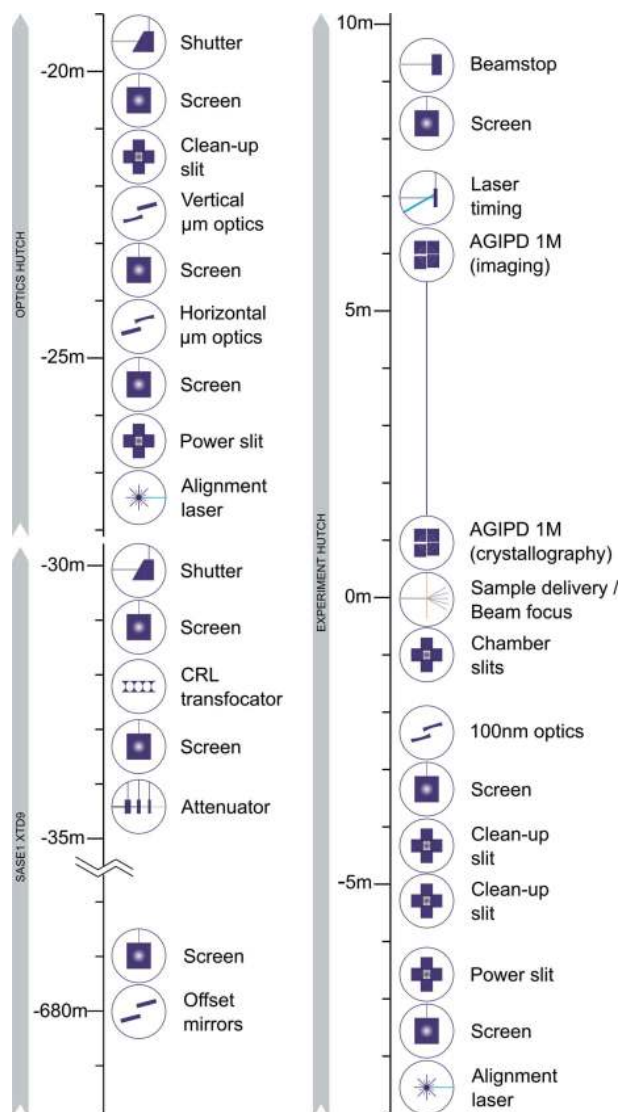 OPTICS HUTCH
-20m
Shutter
Screen
Clean-up
slit
Vertical
µm optics
Screen
Horizontal
µm optics
-25m
Screen
Power slit
Alignment
laser
SASE1 XTD9
-30m
Shutter
Screen
CRL
transfocator
Screen
Attenuator
-35m
Screen
-680m
Offset
mirrors
EXPERIMENT HUTCH
10m
Beamstop
Screen
Laser
timing
AGIPD 1M
(imaging)
5m
AGIPD 1M
(crystallography)
0m
Sample delivery /
Beam focus
Chamber
slits
100nm optics
Screen
Clean-up
slit
-5m
Clean-up
slit
Power slit
Screen
Alignment
laser